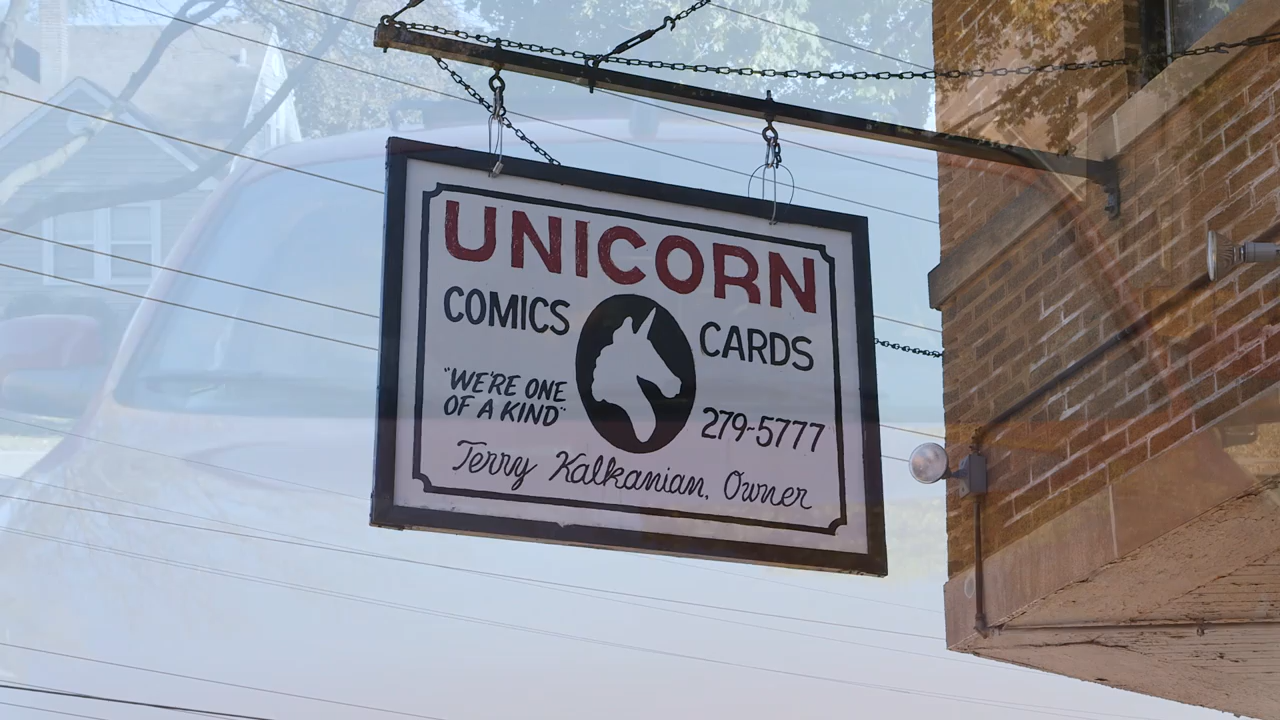 UNICORN
COMICS
CARDS
"WE'RE ONE
OF A KIND"
279-5777
Terry Kalkanian, Owner